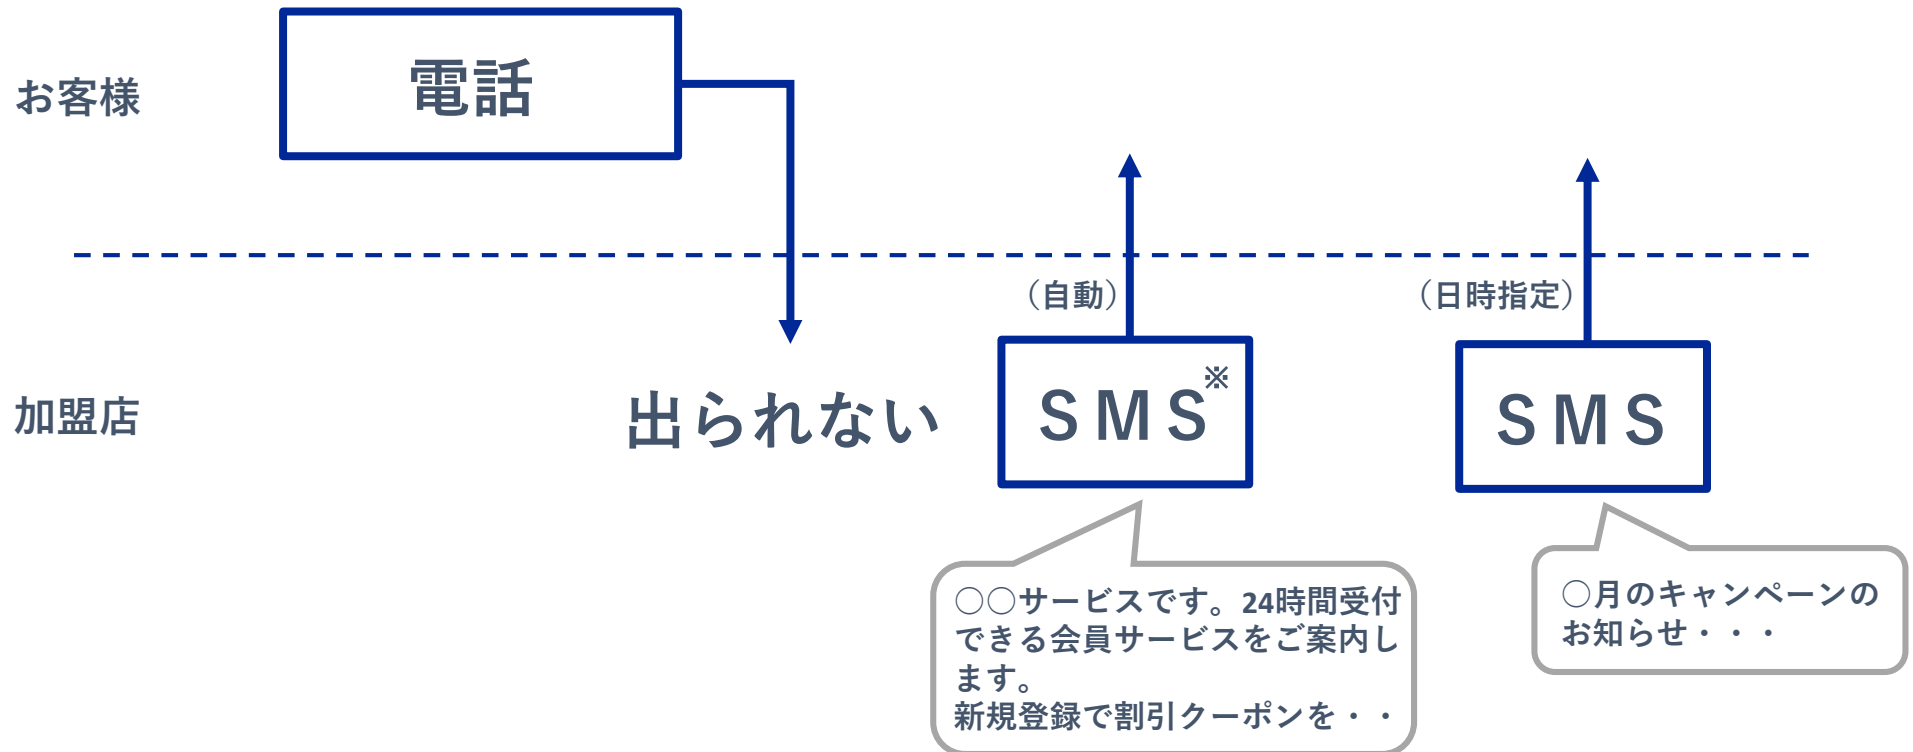 お客様
電話
（自動）
（日時指定）
加盟店
出られない
ＳＭＳ※
ＳＭＳ
○○サービスです。24時間受付
できる会員サービスをご案内し
ます。
新規登録で割引クーポンを・・
○月のキャンペーンの
お知らせ・・・